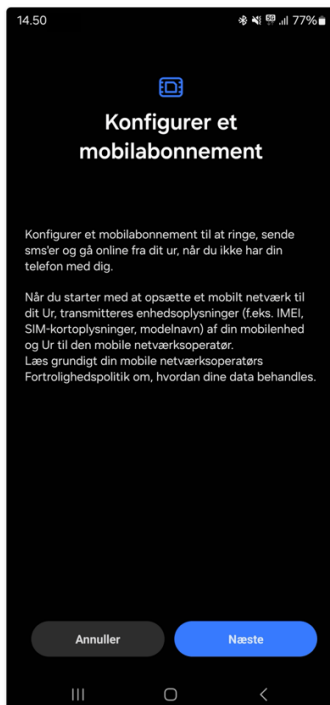 14.50
77%
Konfigurer et
mobilabonnement
Konfigurer et mobilabonnement til at ringe, sende
sms'er og gå online fra dit ur, når du ikke har din
telefon med dig.
Når du starter med at opsætte et mobilt netværk til
dit Ur, transmitteres enhedsoplysninger (f.eks. IMEI,
SIM-kortoplysninger, modelnavn) af din mobilenhed
og Ur til den mobile netværksoperatør.
Læs grundigt din mobile netværksoperatørs
Fortrolighedspolitik om, hvordan dine data behandles.
Annuller
Næste